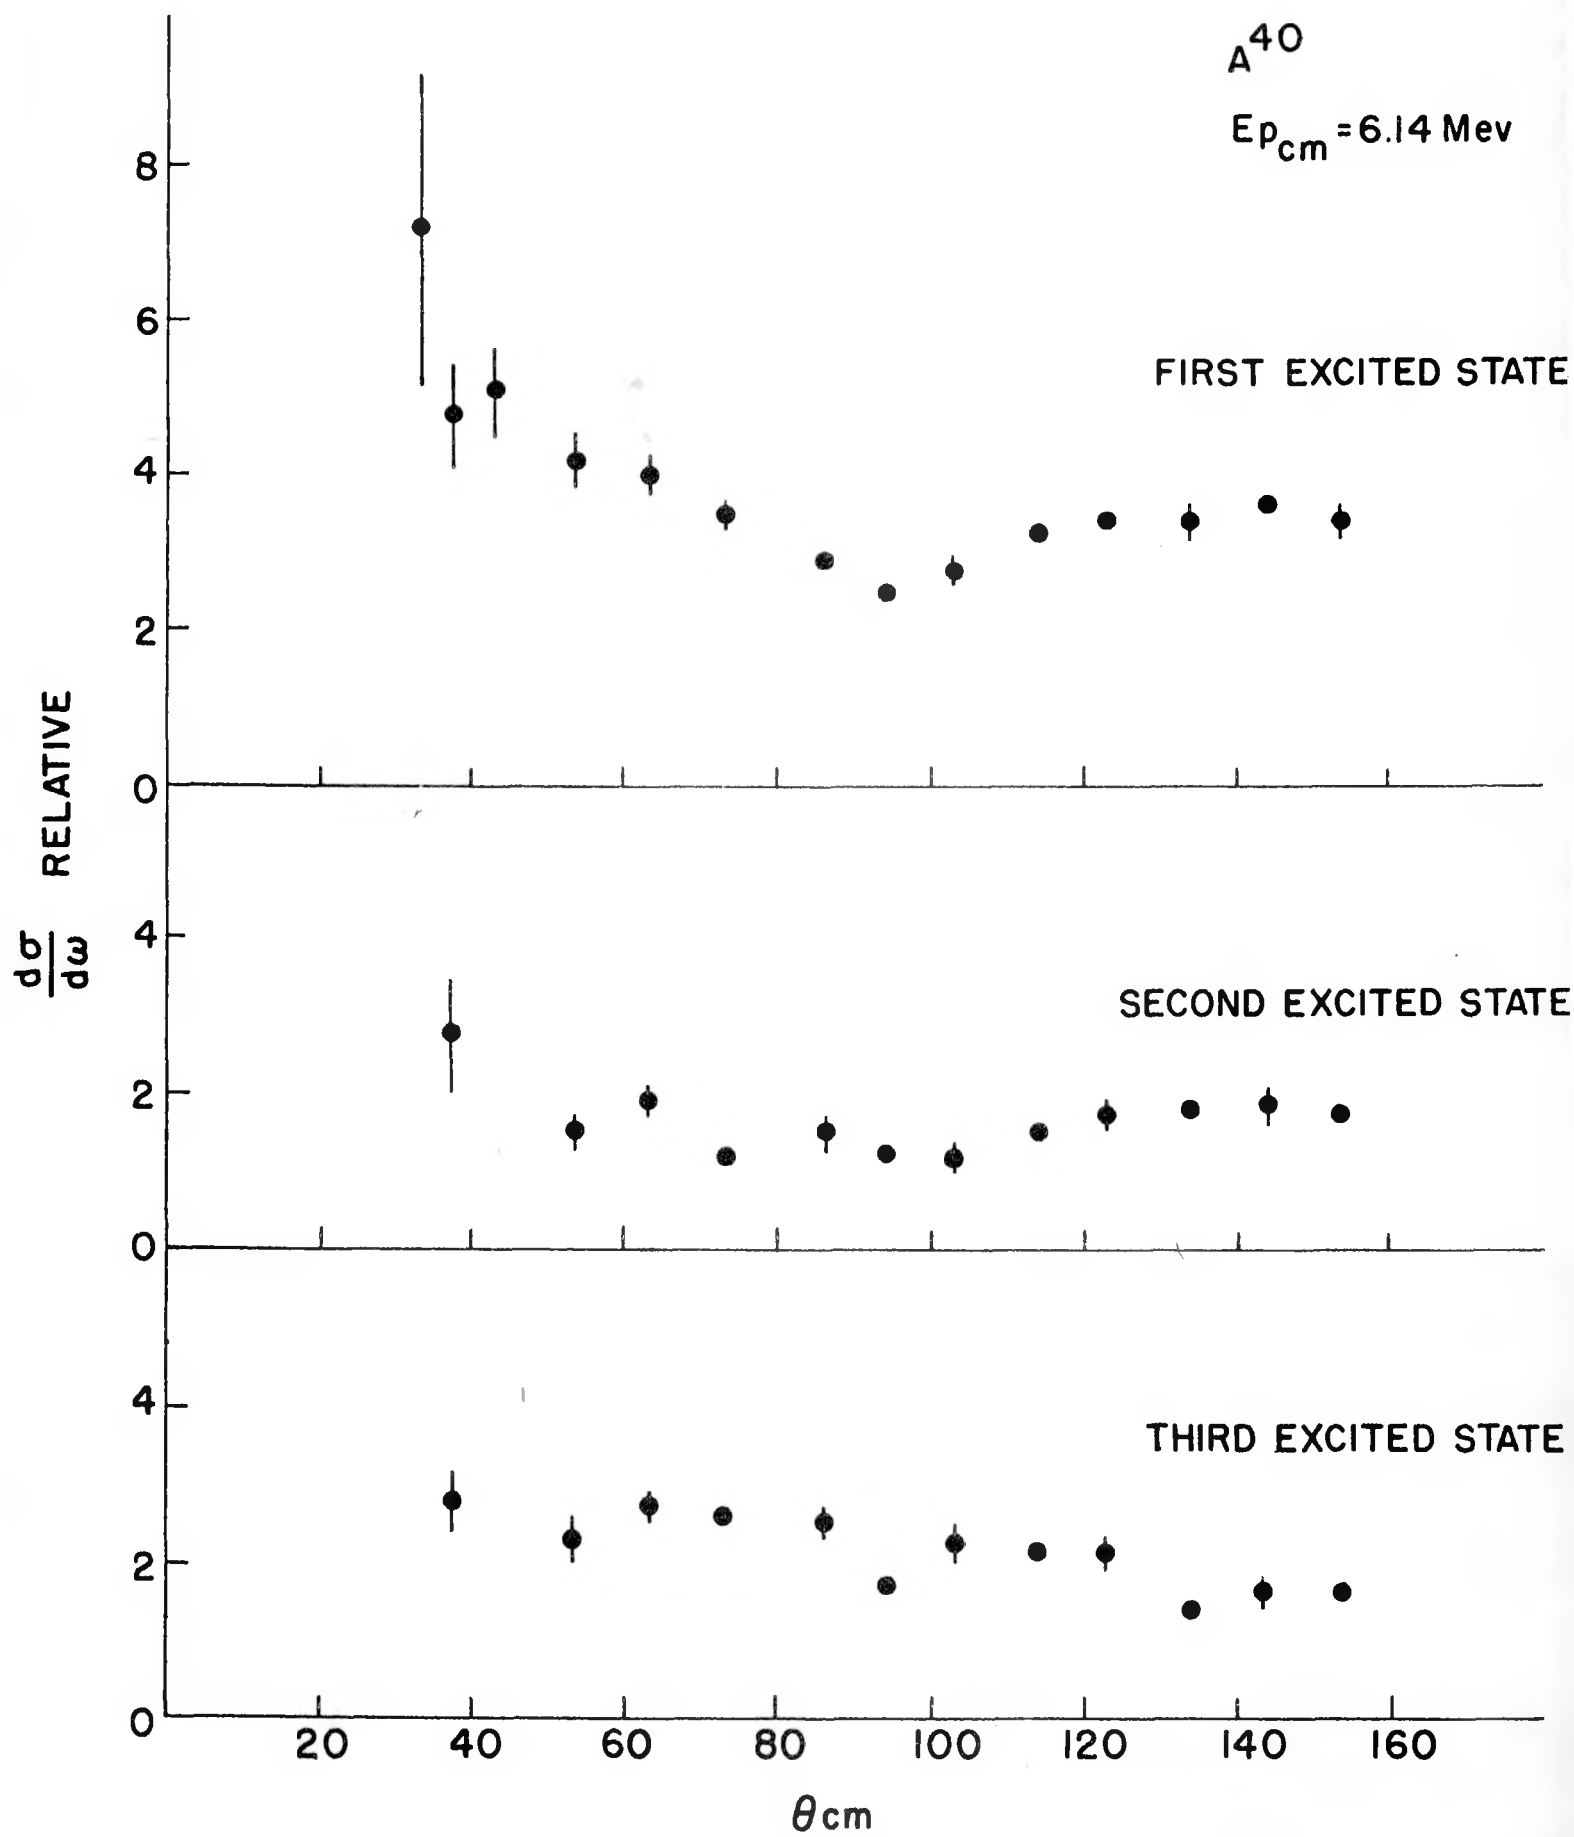 A⁴⁰
Ep_cm = 6.14 Mev
8
6
FIRST EXCITED STATE
4
2
0
dσ/dω RELATIVE
4
SECOND EXCITED STATE
2
0
4
THIRD EXCITED STATE
2
0
20 40 60 80 100 120 140 160
θcm